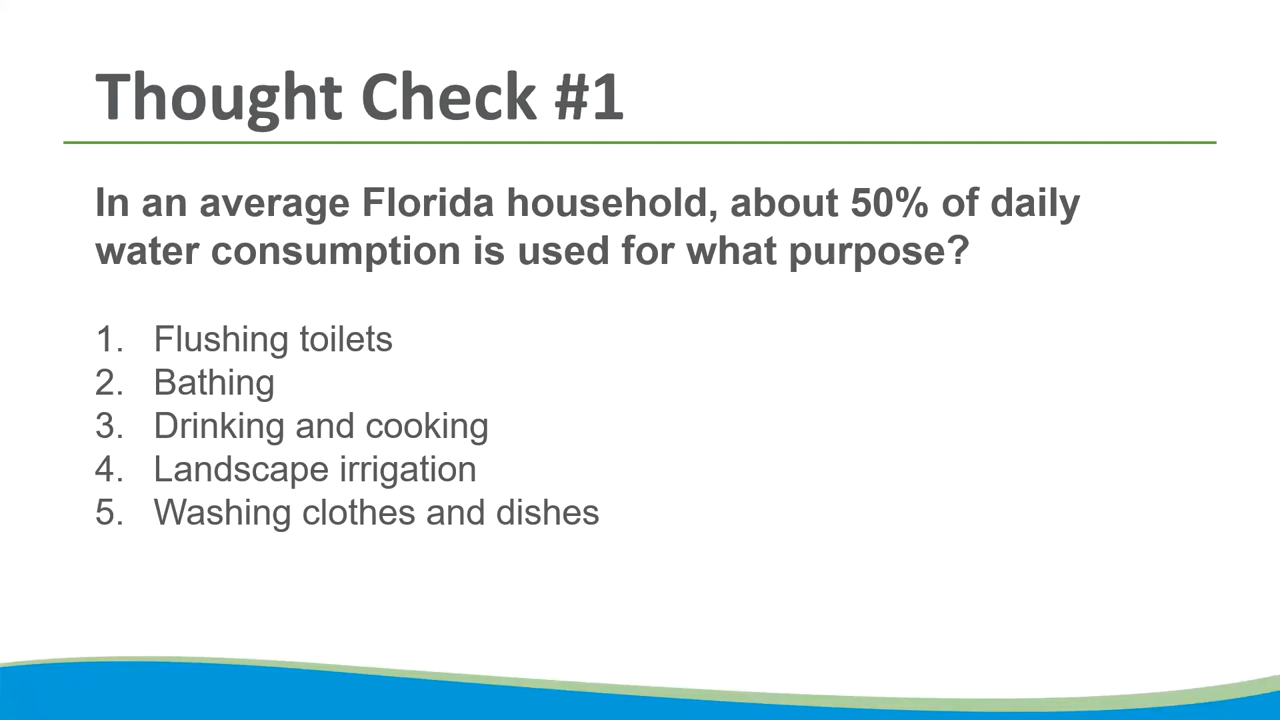 Thought Check #1
In an average Florida household, about 50% of daily
water consumption is used for what purpose?
1. Flushing toilets
2. Bathing
3. Drinking and cooking
4. Landscape irrigation
5. Washing clothes and dishes